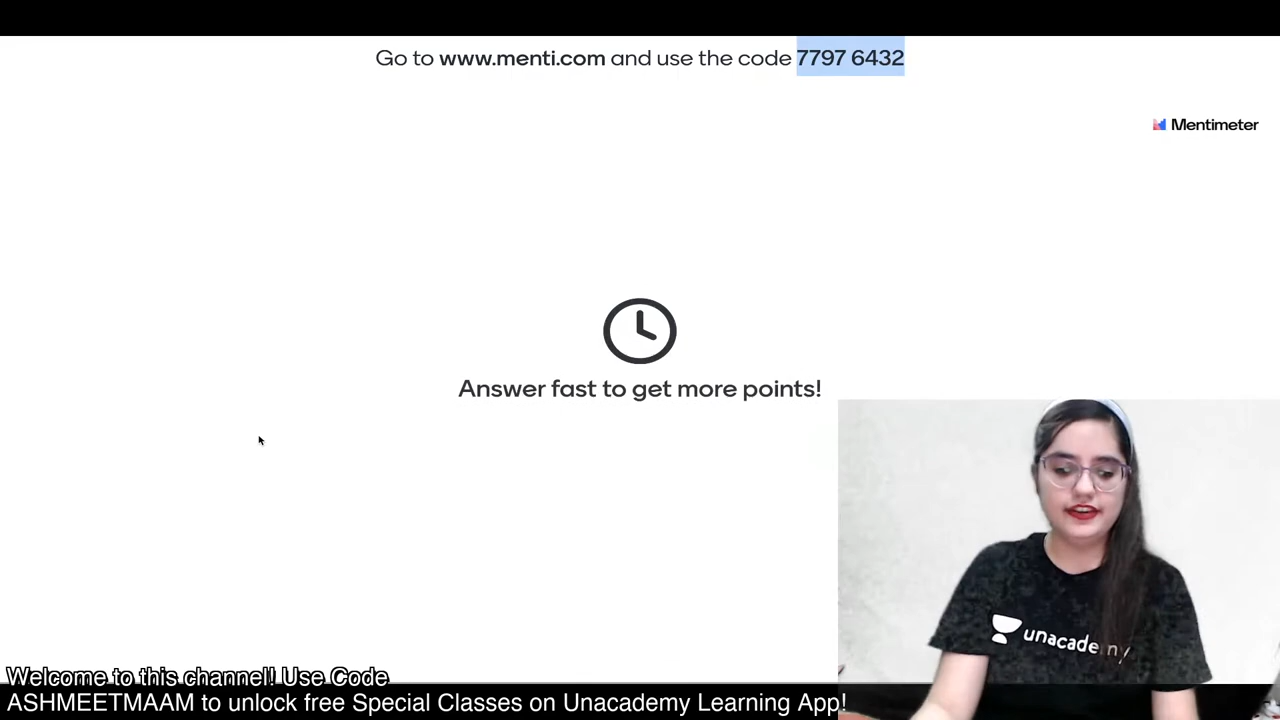 Go to www.menti.com and use the code 7797 6432
Mentimeter
Answer fast to get more points!
unacademy
Welcome to this channel! Use Code
ASHMEETMAAM to unlock free Special Classes on Unacademy Learning App!